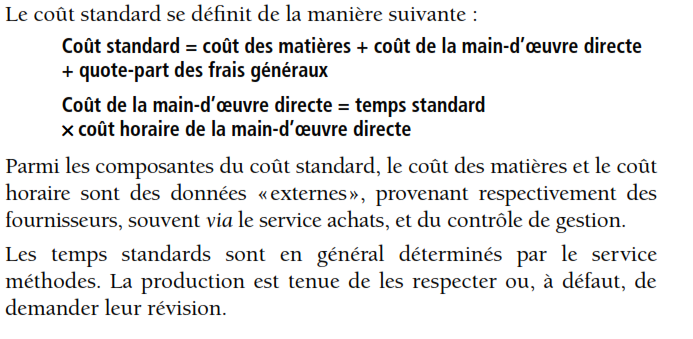 Le coût standard se définit de la manière suivante :
Coût standard = coût des matières + coût de la main-d’œuvre directe
+ quote-part des frais généraux
Coût de la main-d’œuvre directe = temps standard
× coût horaire de la main-d’œuvre directe
Parmi les composantes du coût standard, le coût des matières et le coût
horaire sont des données «externes», provenant respectivement des
fournisseurs, souvent via le service achats, et du contrôle de gestion.
Les temps standards sont en général déterminés par le service
méthodes. La production est tenue de les respecter ou, à défaut, de
demander leur révision.